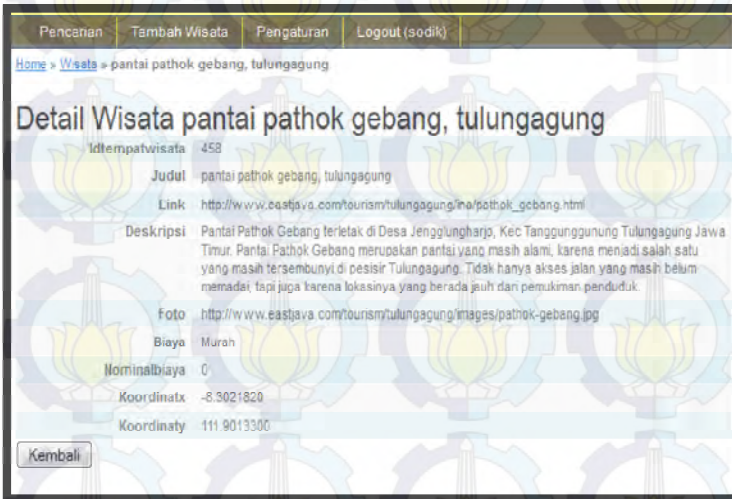 Pencarian Tambah Wisata Pengaturan Logout (sodik)
Home » Wisata » pantai pathok gebang, tulungagung
Detail Wisata pantai pathok gebang, tulungagung
Idtempatwisata 458
Judul pantai pathok gebang, tulungagung
Link http://www.eastjava.com/tourism/tulungagung/ina/pathok_gebang.html
Deskripsi Pantai Pathok Gebang terletak di Desa Jengglungharjo, Kec Tanggunggunung Tulungagung Jawa
Timur. Pantai Pathok Gebang merupakan pantai yang masih alami, karena menjadi salah satu
yang masih tersembunyi di pesisir Tulungagung. Tidak hanya akses jalan yang masih belum
memadai, tapi juga karena lokasinya yang berada jauh dari pemukiman penduduk.
Foto http://www.eastjava.com/tourism/tulungagung/images/pathok-gebang.jpg
Biaya Murah
Nominalbiaya 0
Koordinatx -8.3021820
Koordinaty 111.9013300
Kembali